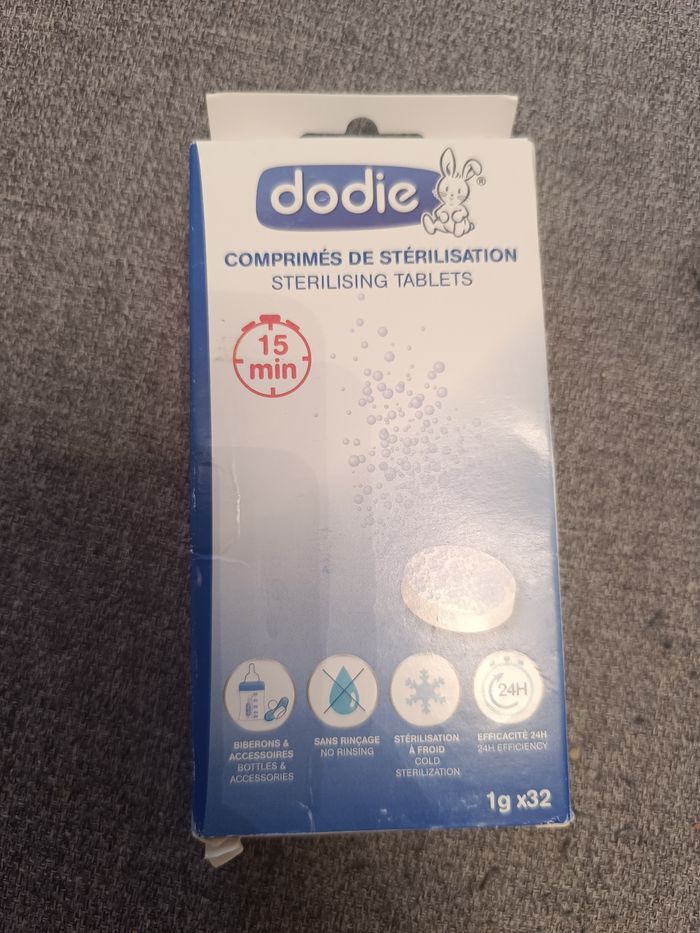 dodie®
COMPRIMÉS DE STÉRILISATION
STERILISING TABLETS
15
min
BIBERONS &
ACCESSOIRES
BOTTLES &
ACCESSORIES
SANS RINÇAGE
NO RINSING
STÉRILISATION
À FROID
COLD
STERILIZATION
24H
EFFICACITÉ 24H
24H EFFICIENCY
1g x32